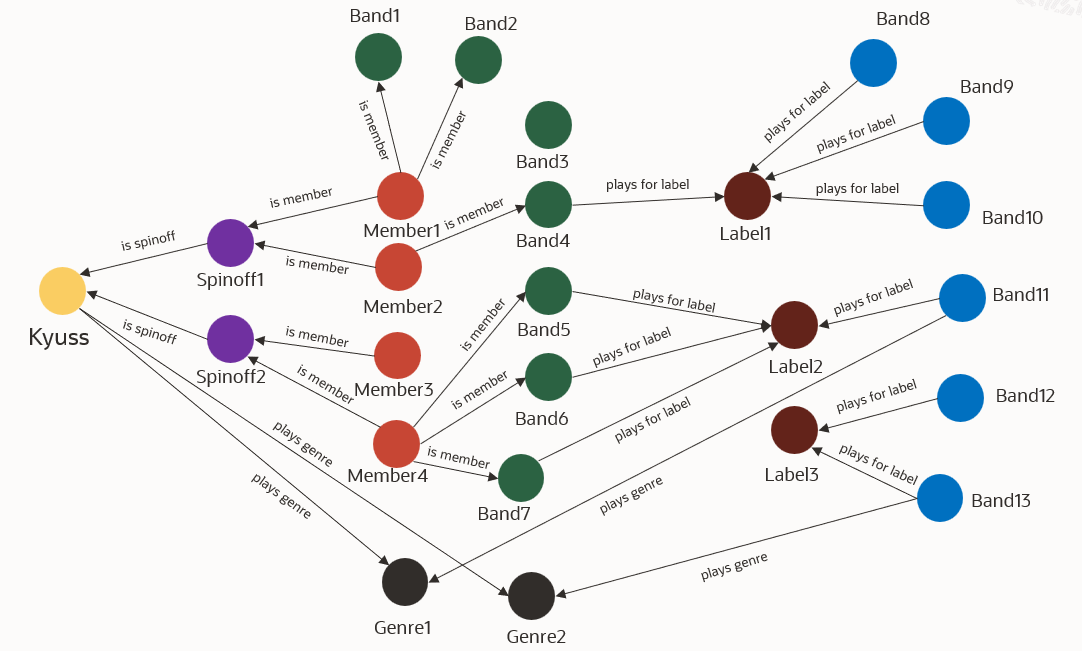 Band1
Band2
Band8
Band9
is member
is member
plays for label
plays for label
Band3
is member
Member1
is member
Band4
plays for label
Label1
plays for label
Band10
is spinoff
Spinoff1
is member
Member2
Kyuss
is spinoff
Spinoff2
is member
Member3
is member
is member
Band5
plays for label
plays for label
Band11
Label2
is member
Band6
plays for label
plays for label
Band12
Label3
plays for label
Band13
Member4
is member
Band7
plays for label
plays genre
plays genre
plays genre
plays genre
Genre1
Genre2